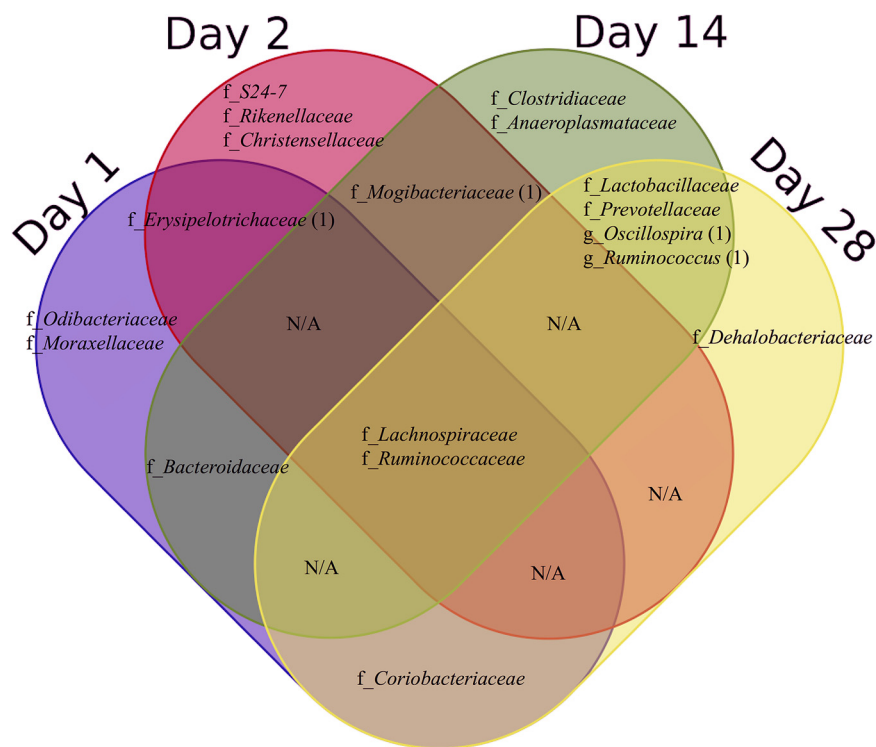 Day 2
Day 14
Day 1
Day 28
f_S24-7
f_Rikenellaceae
f_Christensellaceae
f_Clostridiaceae
f_Anaeroplasmataceae
f_Erysipelotrichaceae (1)
f_Mogibacteriaceae (1)
f_Lactobacillaceae
f_Prevotellaceae
g_Oscillospira (1)
g_Ruminococcus (1)
f_Odibacteriaceae
f_Moraxellaceae
N/A
N/A
f_Dehalobacteriaceae
f_Bacteroidaceae
f_Lachnospiraceae
f_Ruminococcaceae
N/A
N/A
N/A
f_Coriobacteriaceae